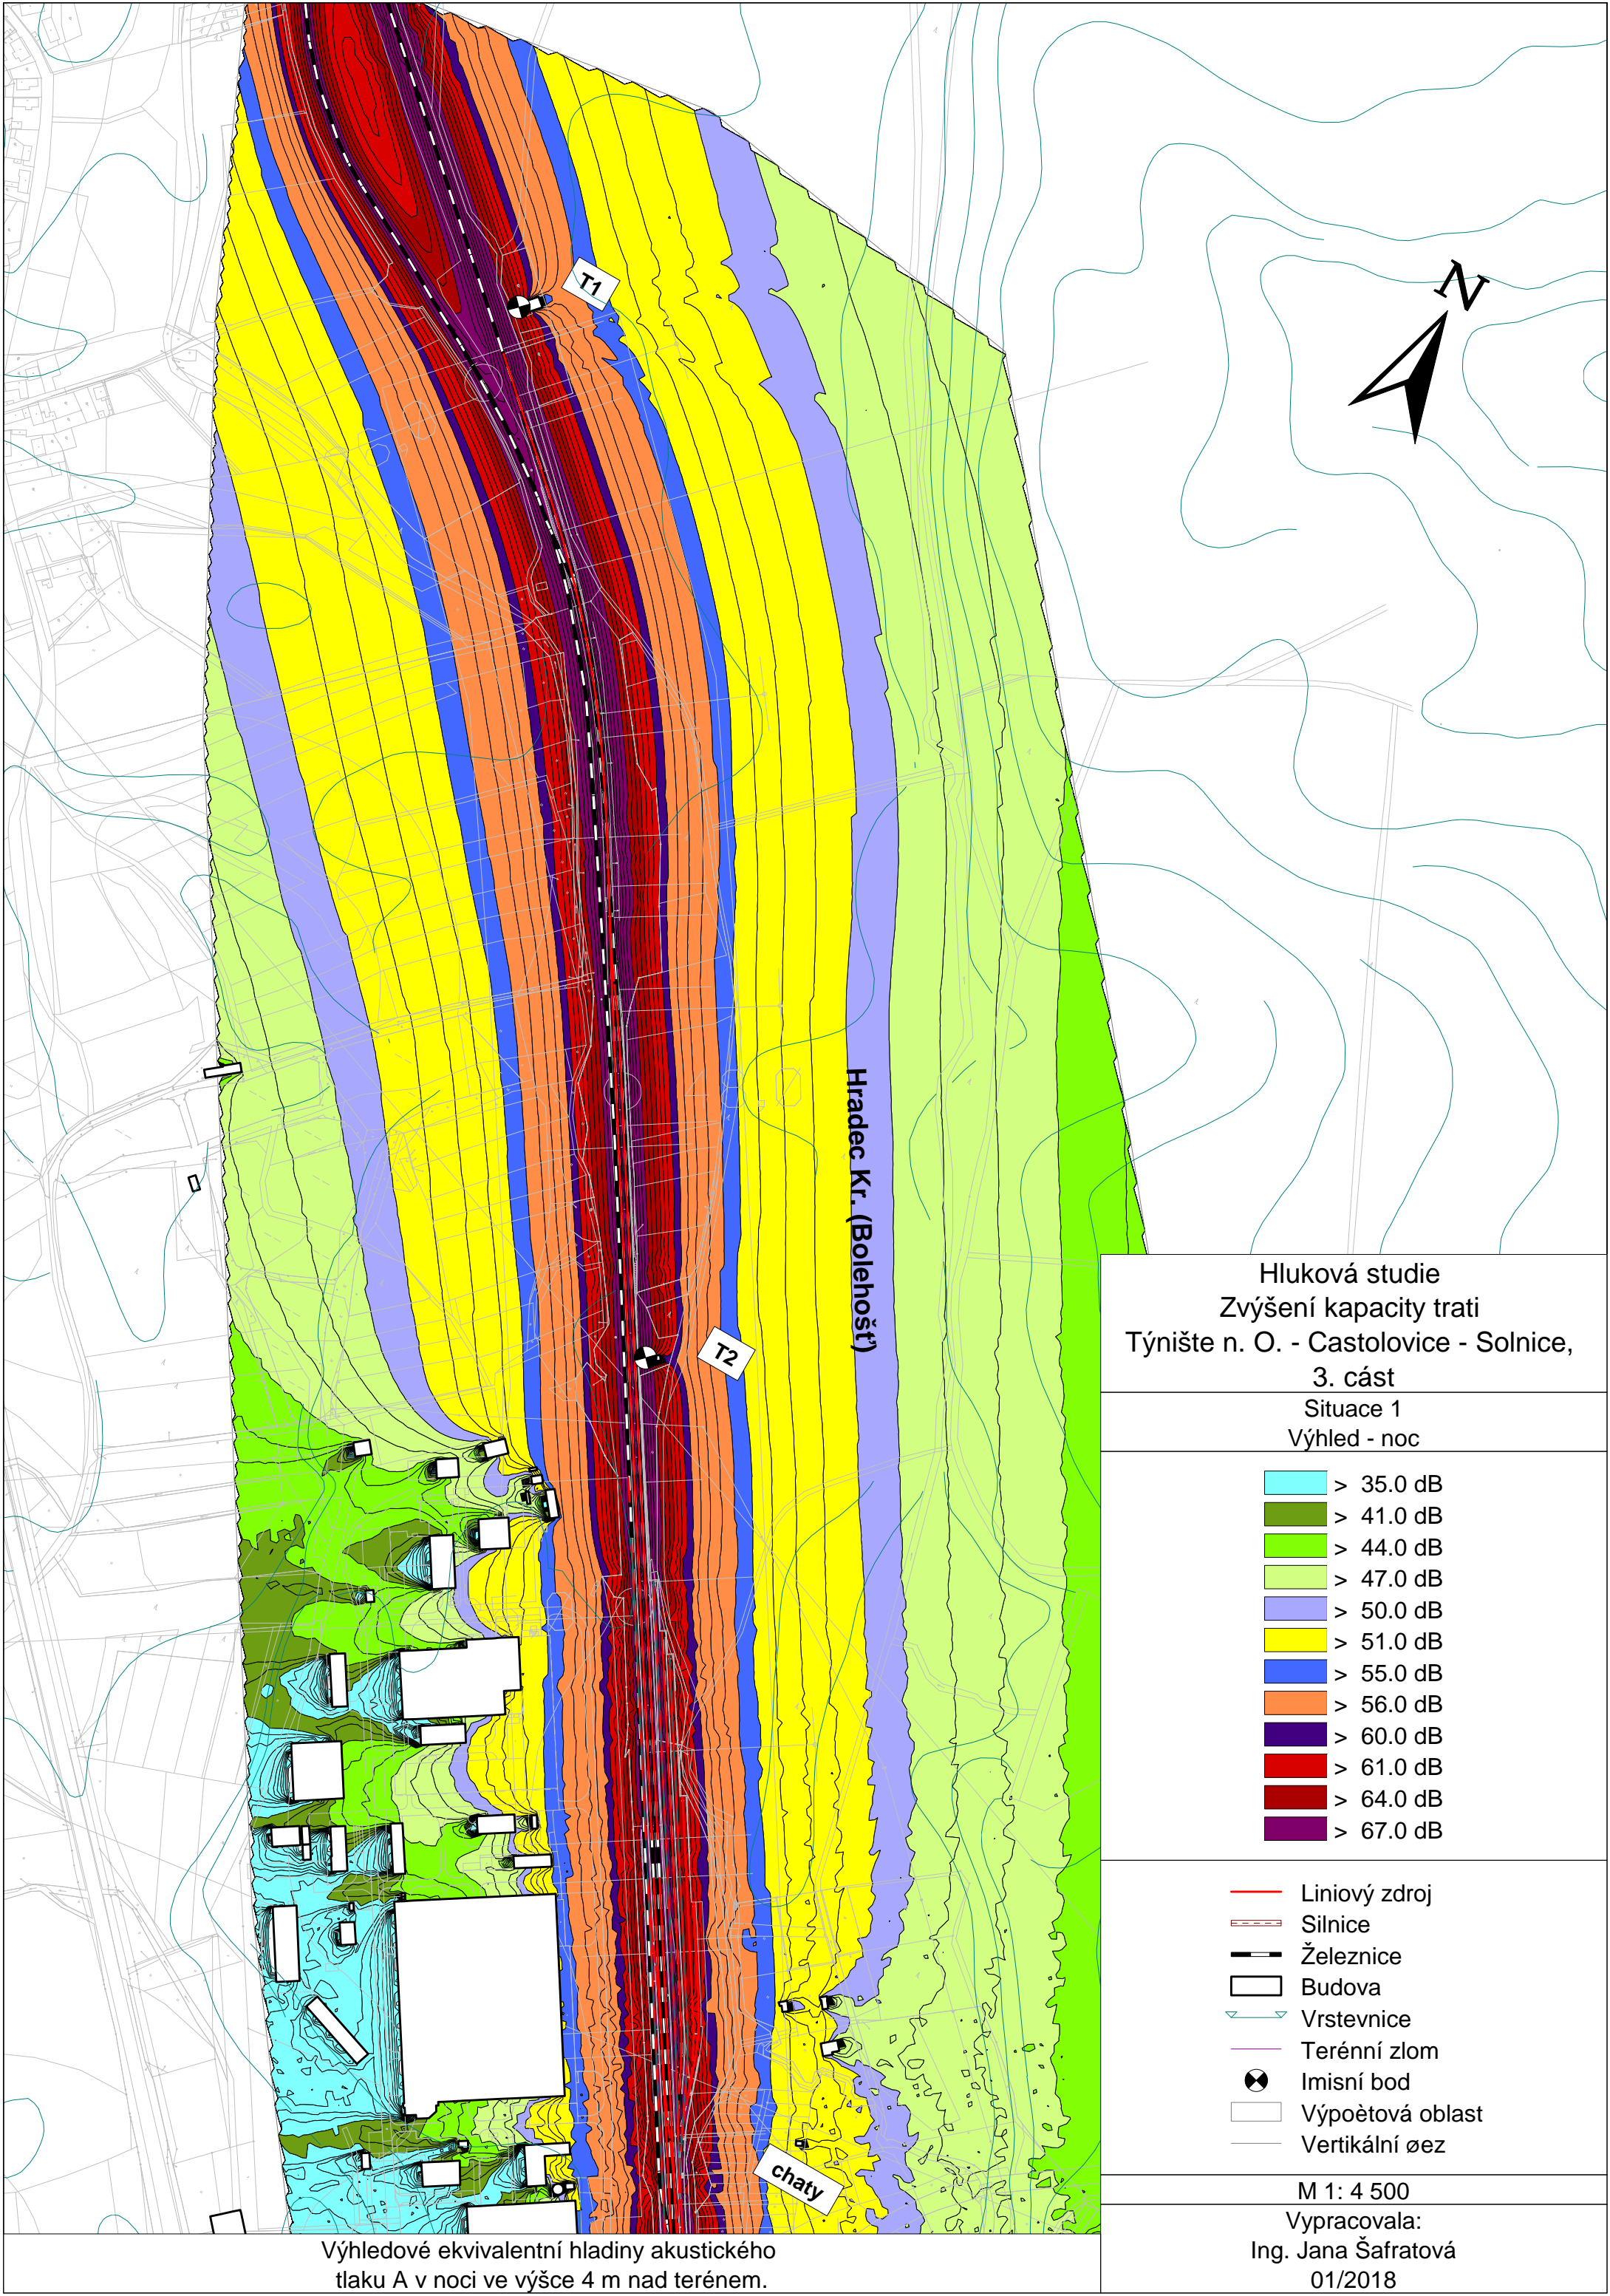 N
T1
Hradec Kr. (Bolehošť)
T2
chaty
Hluková studie
Zvýšení kapacity trati
Týnište n. O. - Castolovice - Solnice,
3. cást
Situace 1
Výhled - noc
> 35.0 dB
> 41.0 dB
> 44.0 dB
> 47.0 dB
> 50.0 dB
> 51.0 dB
> 55.0 dB
> 56.0 dB
> 60.0 dB
> 61.0 dB
> 64.0 dB
> 67.0 dB
Liniový zdroj
Silnice
Železnice
Budova
Vrstevnice
Terénní zlom
Imisní bod
Výpoètová oblast
Vertikální øez
M 1: 4 500
Vypracovala:
Ing. Jana Šafratová
01/2018
Výhledové ekvivalentní hladiny akustického
tlaku A v noci ve výšce 4 m nad terénem.